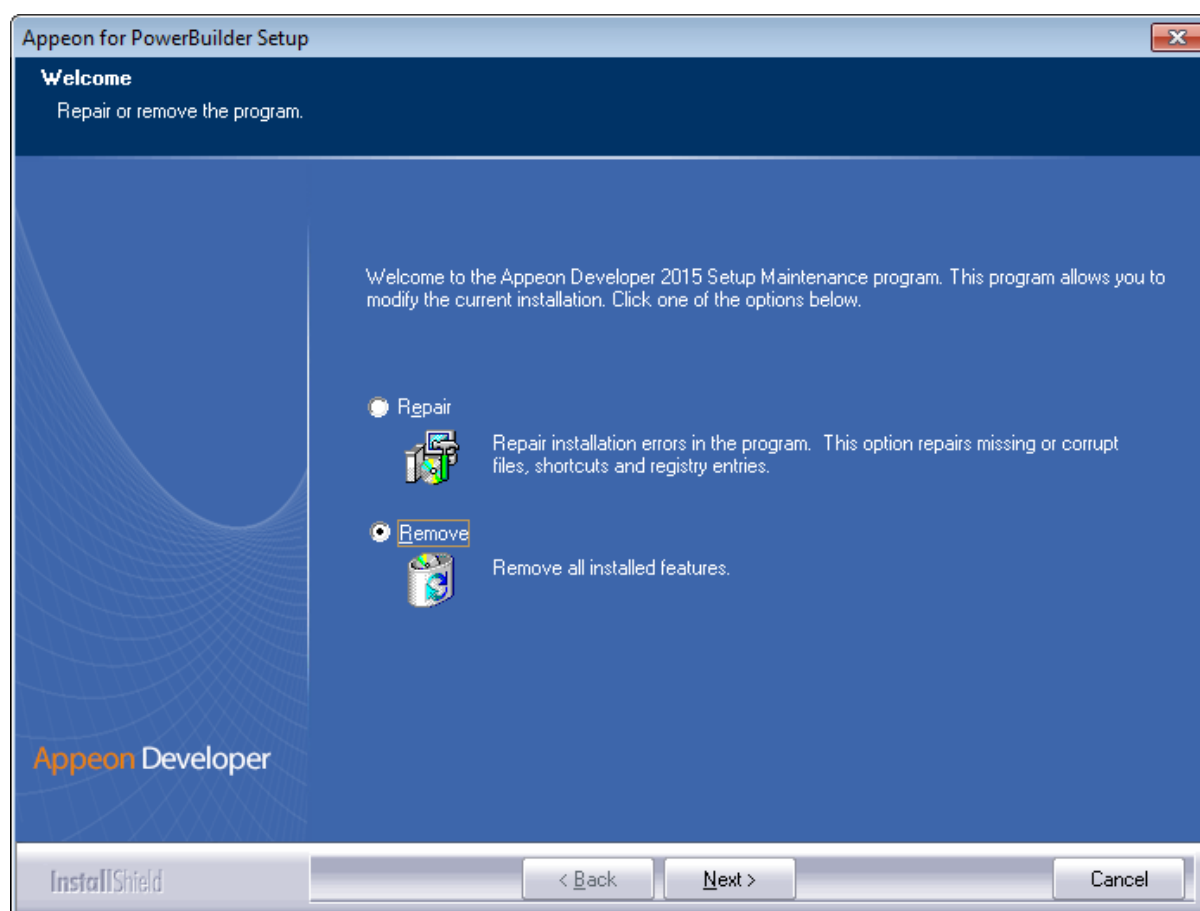 Appeon for PowerBuilder Setup
Welcome
Repair or remove the program.
Welcome to the Appeon Developer 2015 Setup Maintenance program. This program allows you to
modify the current installation. Click one of the options below.
Repair
Repair installation errors in the program. This option repairs missing or corrupt
files, shortcuts and registry entries.
Remove
Remove all installed features.
Appeon Developer
InstallShield
< Back
Next >
Cancel